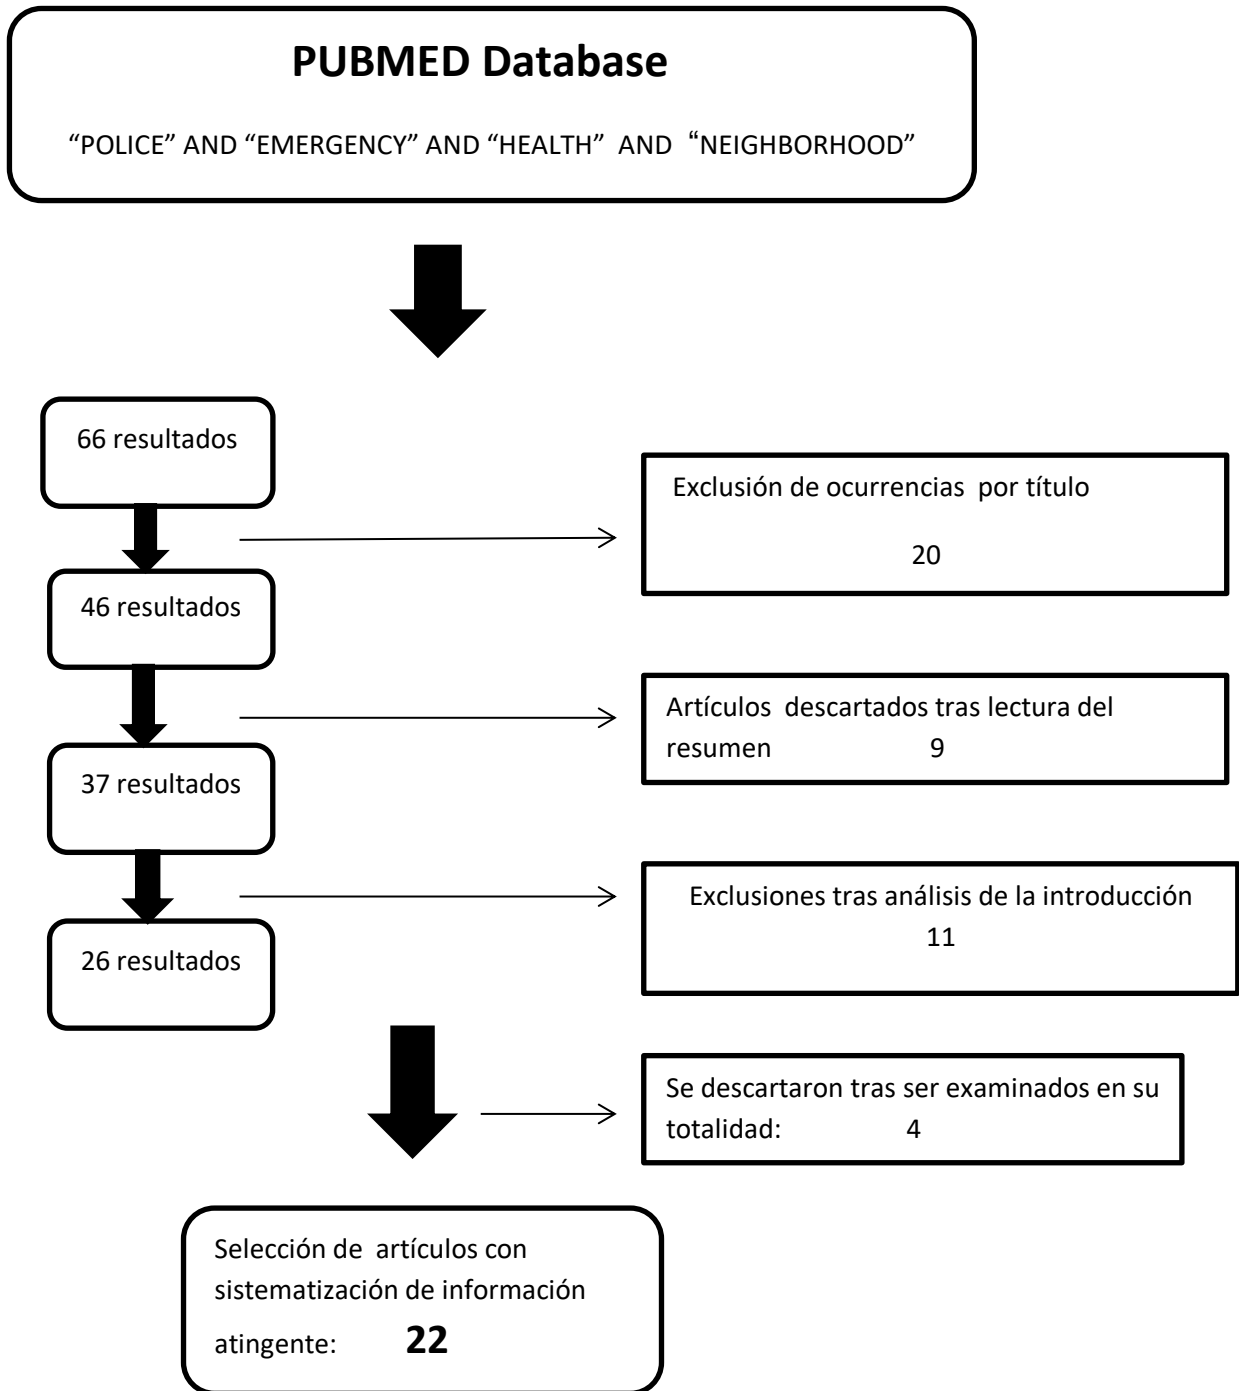 PUBMED Database
“POLICE” AND “EMERGENCY” AND “HEALTH” AND “NEIGHBORHOOD”
66 resultados
Exclusión de ocurrencias por título
20
46 resultados
Artículos descartados tras lectura del
resumen 9
37 resultados
Exclusiones tras análisis de la introducción
11
26 resultados
Se descartaron tras ser examinados en su
totalidad: 4
Selección de artículos con
sistematización de información
atingente: 22